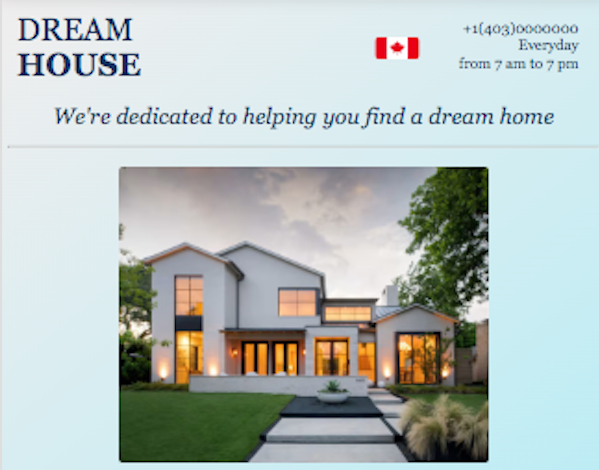 DREAM
HOUSE
+1(403)0000000
Everyday
from 7 am to 7 pm
We're dedicated to helping you find a dream home